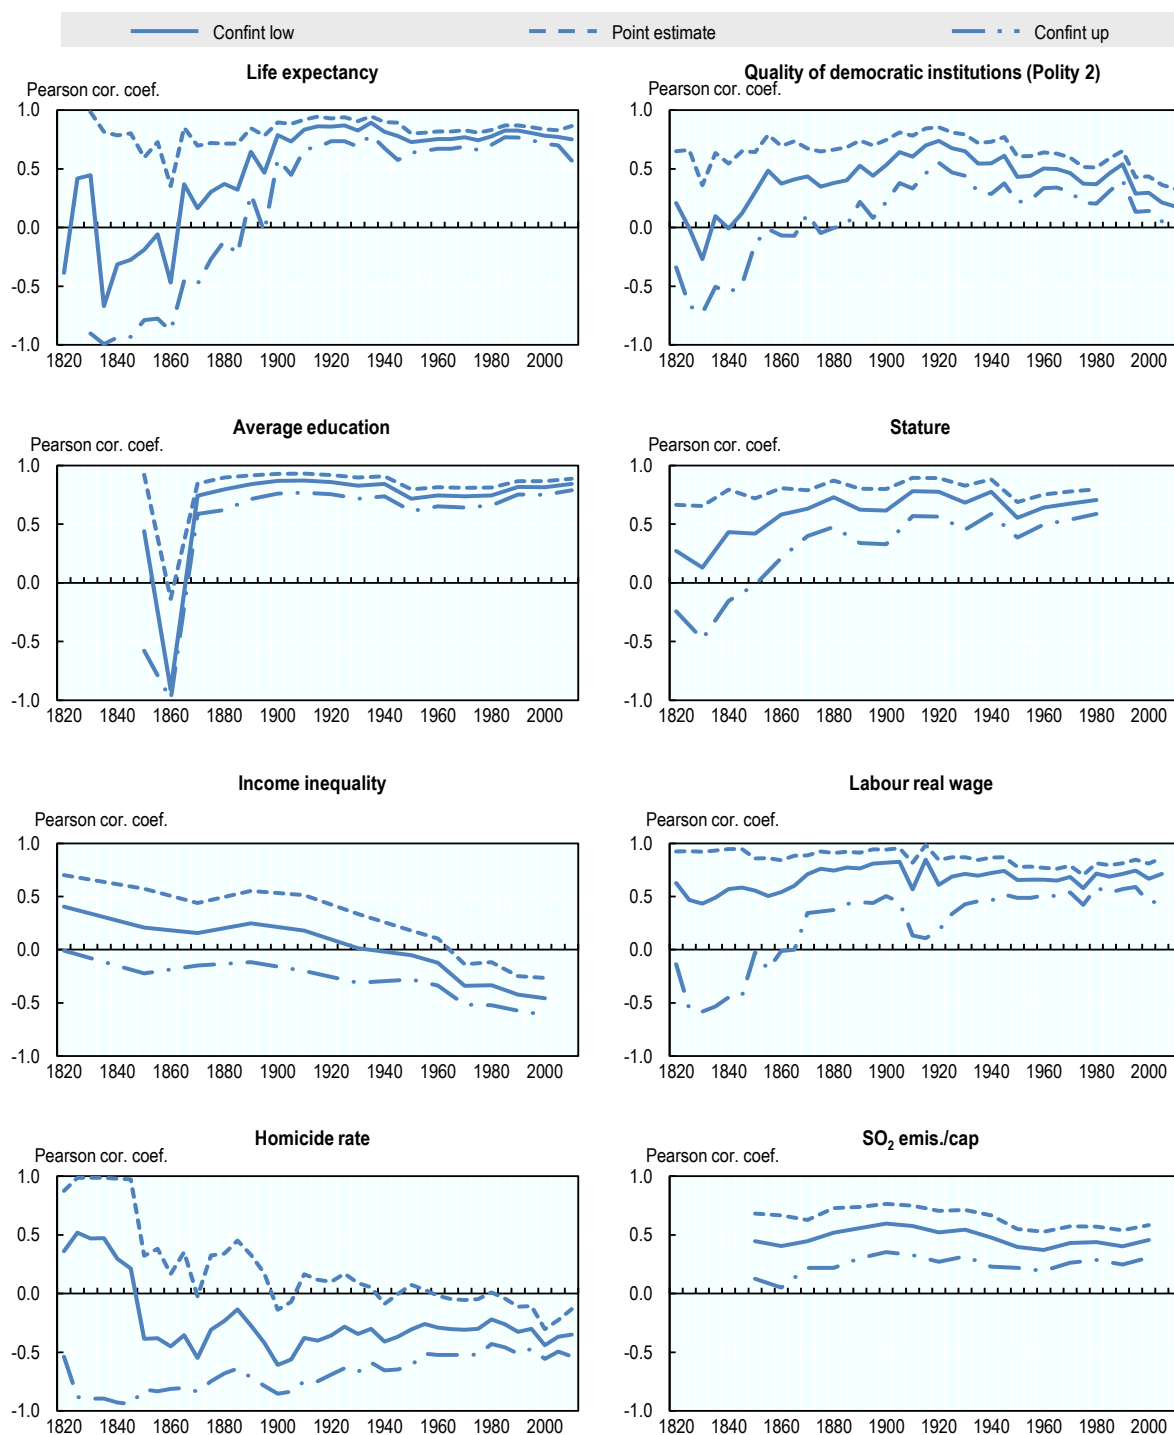 Confint low Point estimate Confint up
Life expectancy
Pearson cor. coef.
1.0
0.5
0.0
-0.5
-1.0
1820 1840 1860 1880 1900 1920 1940 1960 1980 2000
Quality of democratic institutions (Polity 2)
Pearson cor. coef.
1.0
0.5
0.0
-0.5
-1.0
1820 1840 1860 1880 1900 1920 1940 1960 1980 2000
Average education
Pearson cor. coef.
1.0
0.5
0.0
-0.5
-1.0
1820 1840 1860 1880 1900 1920 1940 1960 1980 2000
Stature
Pearson cor. coef.
1.0
0.5
0.0
-0.5
-1.0
1820 1840 1860 1880 1900 1920 1940 1960 1980 2000
Income inequality
Pearson cor. coef.
1.0
0.5
0.0
-0.5
-1.0
1820 1840 1860 1880 1900 1920 1940 1960 1980 2000
Labour real wage
Pearson cor. coef.
1.0
0.5
0.0
-0.5
-1.0
1820 1840 1860 1880 1900 1920 1940 1960 1980 2000
Homicide rate
Pearson cor. coef.
1.0
0.5
0.0
-0.5
-1.0
1820 1840 1860 1880 1900 1920 1940 1960 1980 2000
SO₂ emis./cap
Pearson cor. coef.
1.0
0.5
0.0
-0.5
-1.0
1820 1840 1860 1880 1900 1920 1940 1960 1980 2000